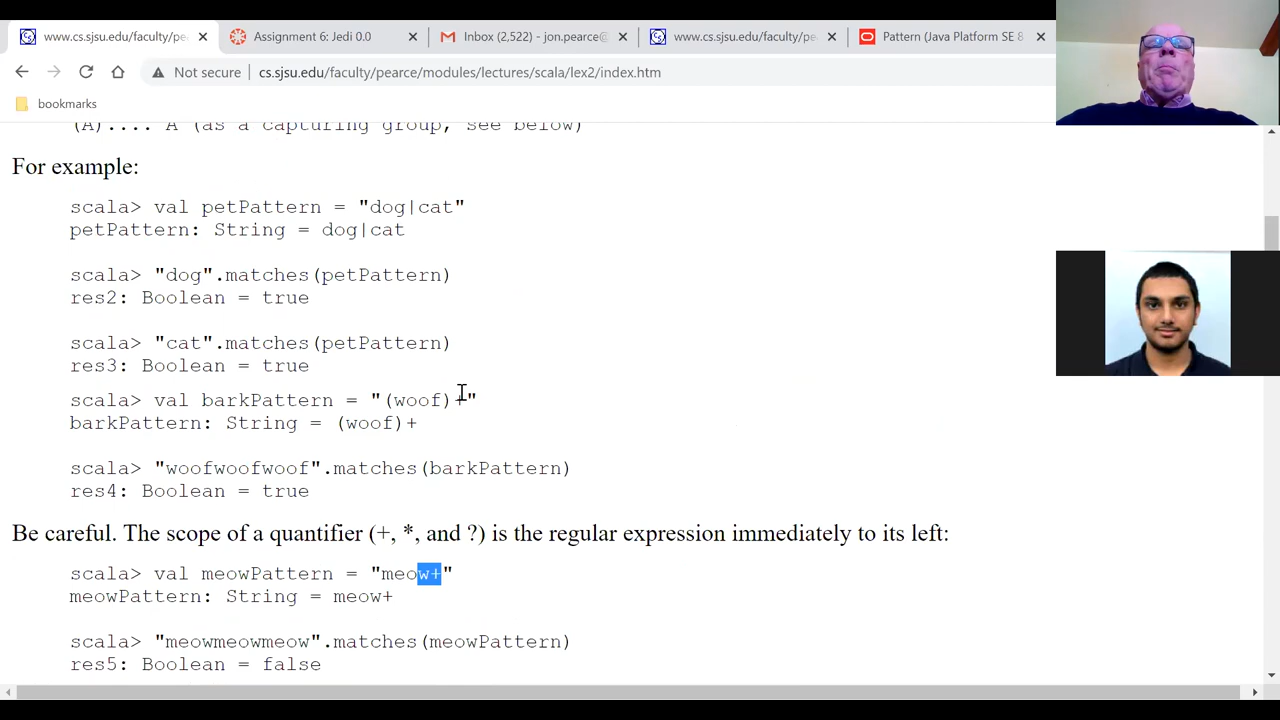 www.cs.sjsu.edu/faculty/pe
Assignment 6: Jedi 0.0
Inbox (2,522) - jon.pearce@
www.cs.sjsu.edu/faculty/pe
Pattern (Java Platform SE 8
Not secure
cs.sjsu.edu/faculty/pearce/modules/lectures/scala/lex2/index.htm
bookmarks
(A).... A (as a capturing group, see below)
For example:
scala> val petPattern = "dog|cat"
petPattern: String = dog|cat
scala> "dog".matches(petPattern)
res2: Boolean = true
scala> "cat".matches(petPattern)
res3: Boolean = true
scala> val barkPattern = "(woof)+"
barkPattern: String = (woof)+
scala> "woofwoofwoof".matches(barkPattern)
res4: Boolean = true
Be careful. The scope of a quantifier (+, *, and ?) is the regular expression immediately to its left:
scala> val meowPattern = "meow+"
meowPattern: String = meow+
scala> "meowmeowmeow".matches(meowPattern)
res5: Boolean = false